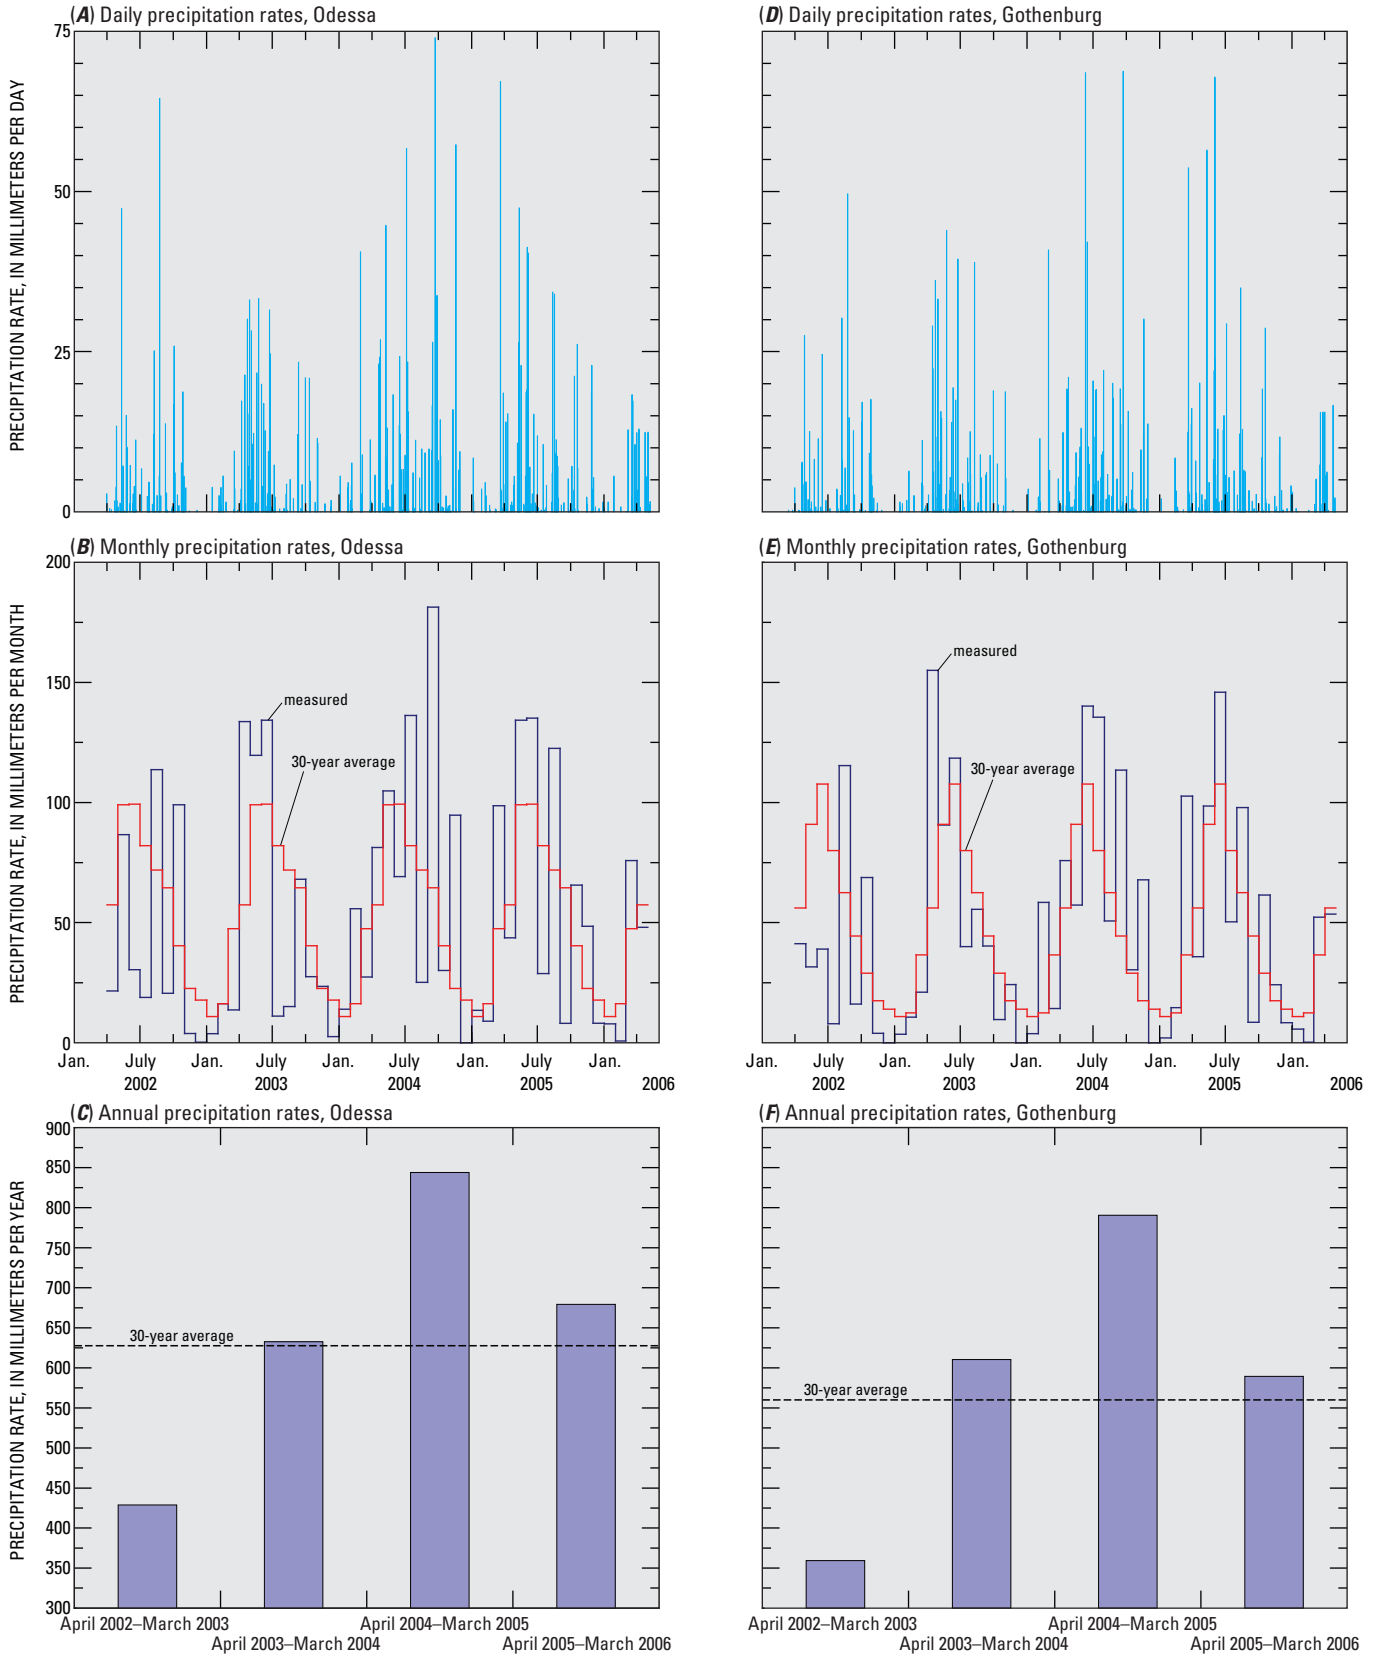 (A) Daily precipitation rates, Odessa
PRECIPITATION RATE, IN MILLIMETERS PER DAY
75
50
25
0
(D) Daily precipitation rates, Gothenburg
(B) Monthly precipitation rates, Odessa
PRECIPITATION RATE, IN MILLIMETERS PER MONTH
200
150
100
50
0
measured
30-year average
Jan. July Jan. July Jan. July Jan. July Jan.
2002 2003 2004 2005 2006
(E) Monthly precipitation rates, Gothenburg
measured
30-year average
Jan. July Jan. July Jan. July Jan. July Jan.
2002 2003 2004 2005 2006
(C) Annual precipitation rates, Odessa
PRECIPITATION RATE, IN MILLIMETERS PER YEAR
900
850
800
750
700
650
600
550
500
450
400
350
300
30-year average
April 2002–March 2003
April 2003–March 2004
April 2004–March 2005
April 2005–March 2006
(F) Annual precipitation rates, Gothenburg
30-year average
April 2002–March 2003
April 2003–March 2004
April 2004–March 2005
April 2005–March 2006